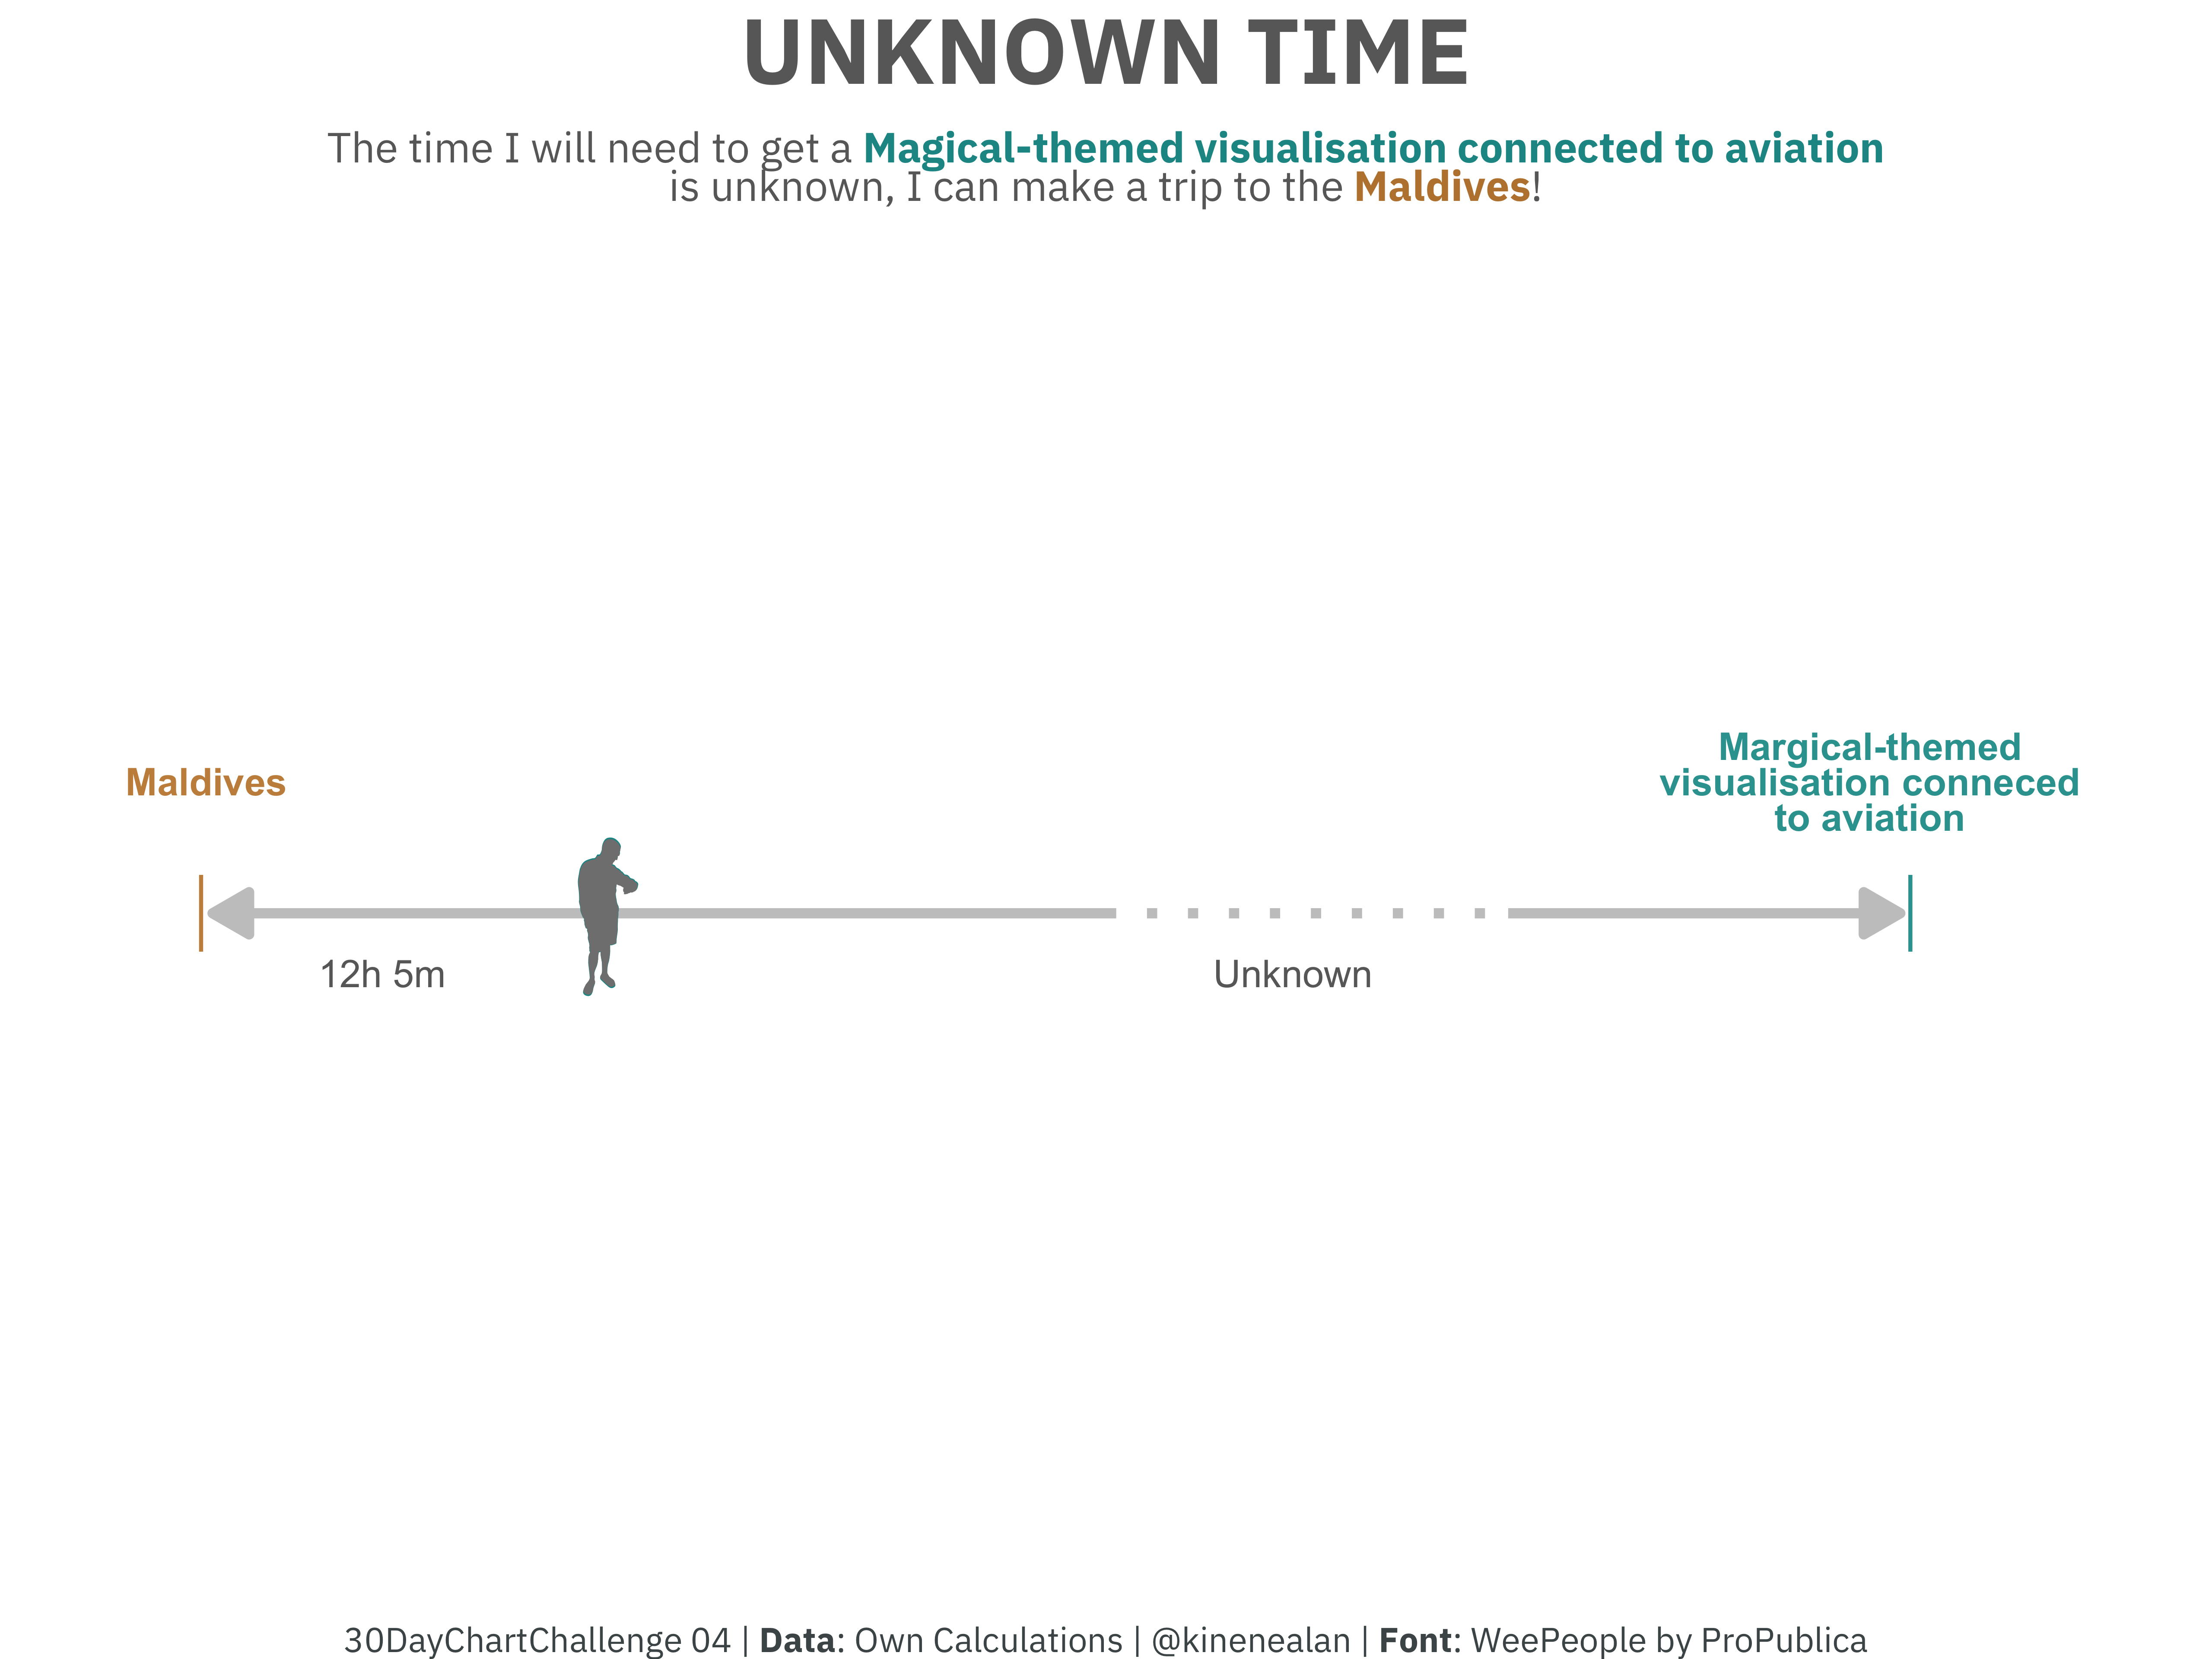 UNKNOWN TIME
The time I will need to get a Magical-themed visualisation connected to aviation
is unknown, I can make a trip to the Maldives!
Maldives
Margical-themed
visualisation conneced
to aviation
12h 5m
Unknown
30DayChartChallenge 04 | Data: Own Calculations | @kinenealan | Font: WeePeople by ProPublica